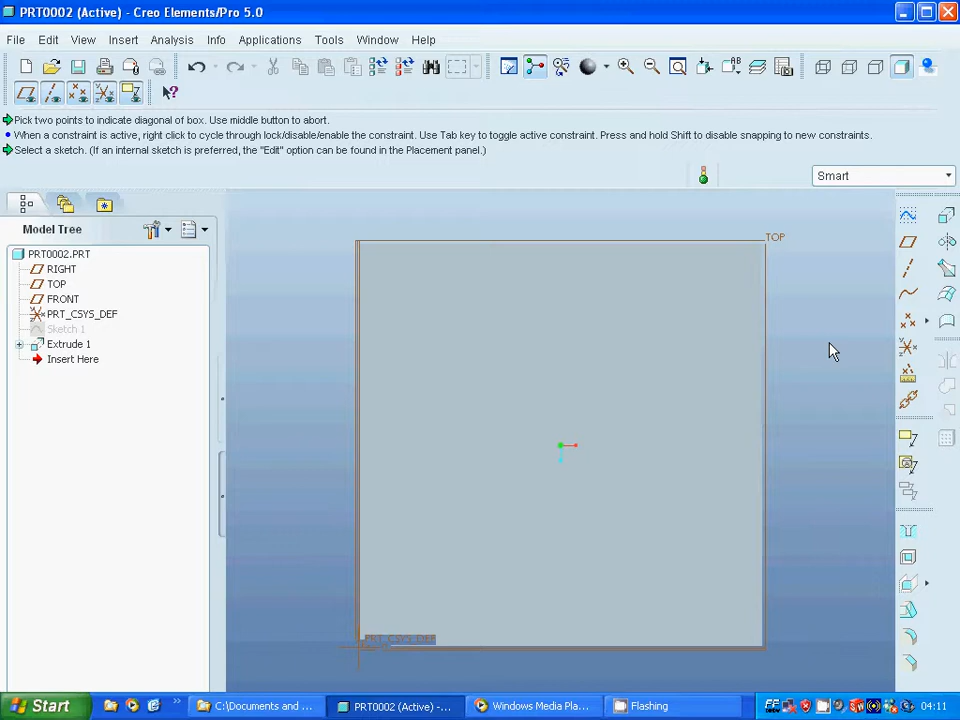 PRT0002 (Active) - Creo Elements/Pro 5.0
File Edit View Insert Analysis Info Applications Tools Window Help
Pick two points to indicate diagonal of box. Use middle button to abort.
When a constraint is active, right click to cycle through lock/disable/enable the constraint. Use Tab key to toggle active constraint. Press and hold Shift to disable snapping to new constraints.
Select a sketch. (If an internal sketch is preferred, the "Edit" option can be found in the Placement panel.)
Smart
Model Tree
PRT0002.PRT
RIGHT
TOP
FRONT
PRT_CSYS_DEF
Sketch 1
Extrude 1
Insert Here
TOP
PRT_CSYS_DEF
Start
C:\Documents and ...
PRT0002 (Active) -...
Windows Media Pla...
Flashing
04:11